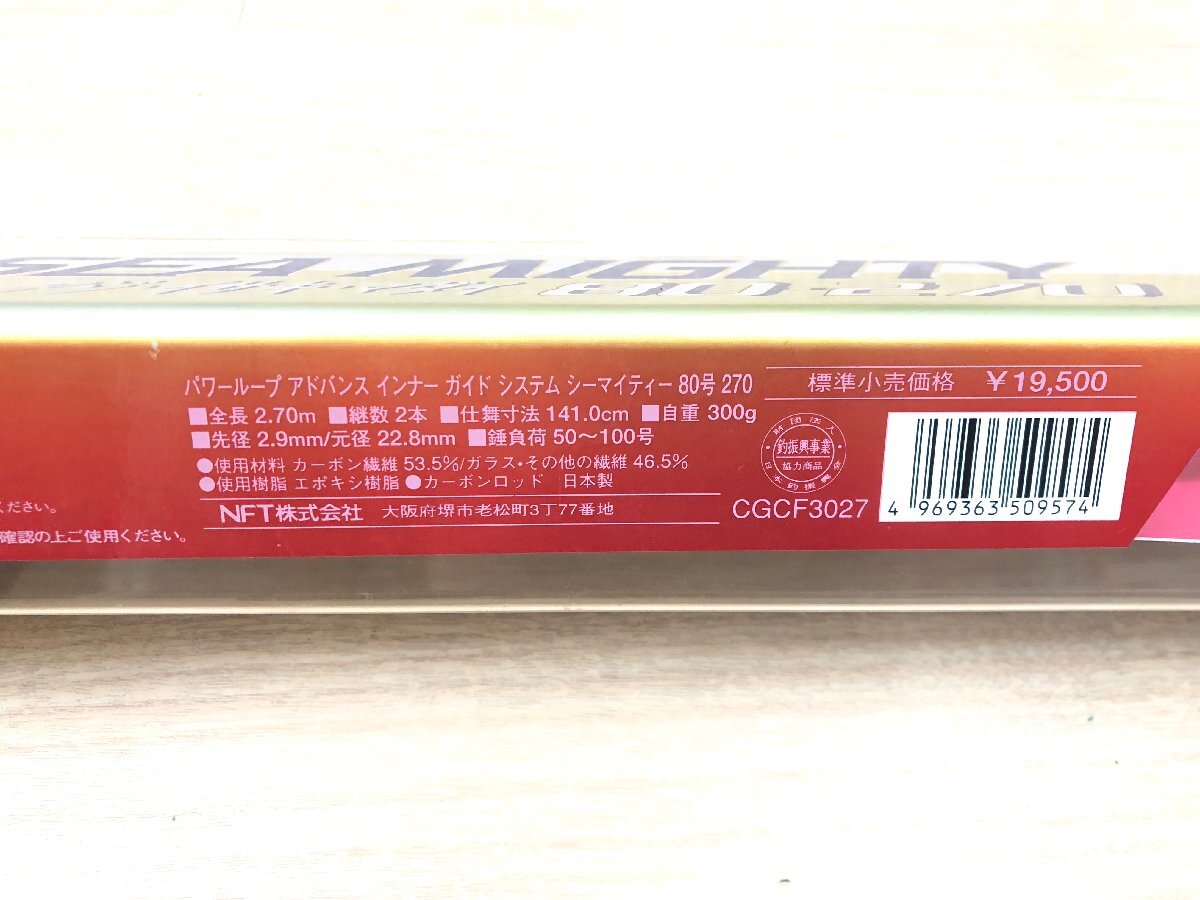 SEA MIGHTY
80-270
パワーループ アドバンス インナー ガイド システム シーマイティー 80号 270
■全長 2.70m ■継数 2本 ■仕舞寸法 141.0cm ■自重 300g
■先径 2.9mm/元径 22.8mm ■錘負荷 50〜100号
●使用材料 カーボン繊維 53.5%/ガラス・その他の繊維 46.5%
●使用樹脂 エポキシ樹脂 ●カーボンロッド 日本製
NFT株式会社 大阪府堺市老松町3丁77番地
標準小売価格 ¥19,500
財団法人
釣振興事業
協力商品
日本釣振興会
CGCF3027
4 969363 509574
ください。
確認の上ご使用ください。